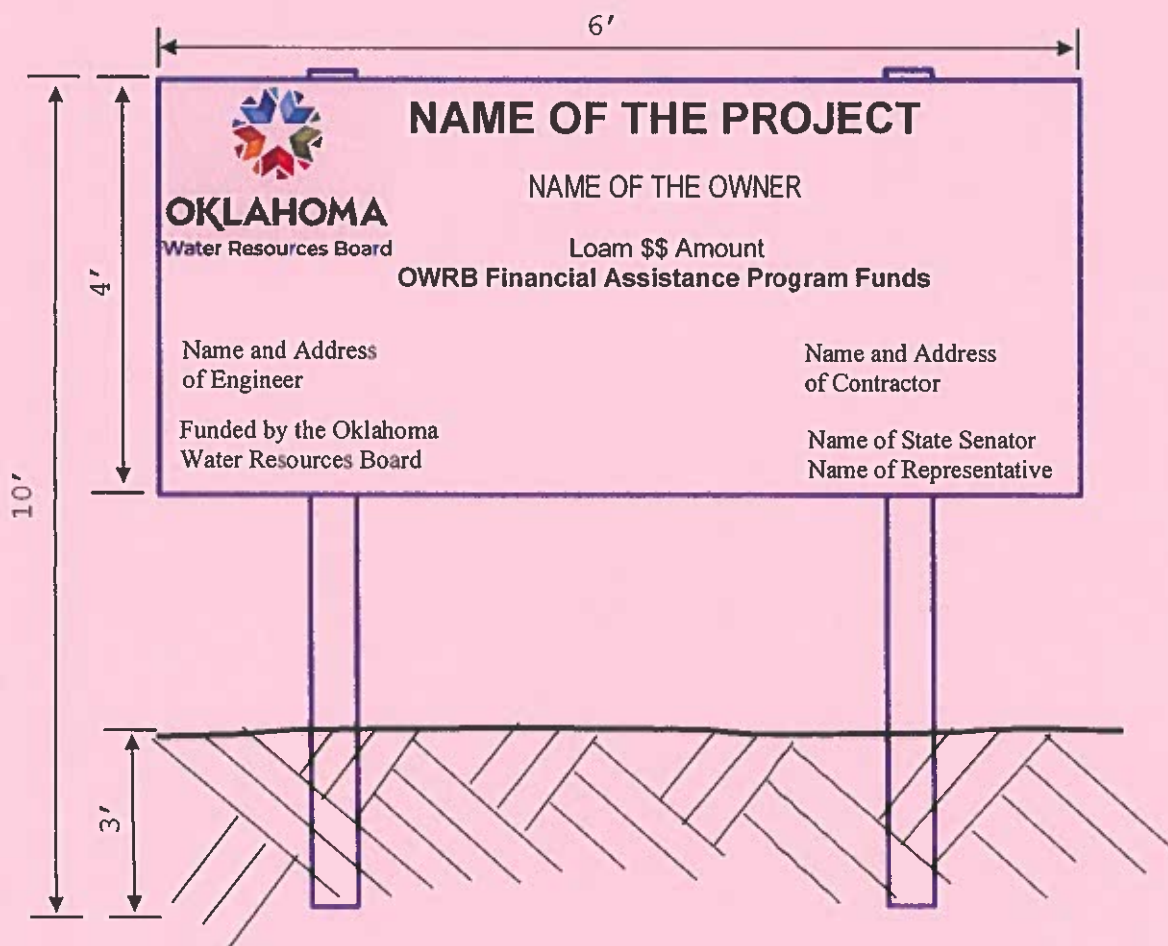 6'
NAME OF THE PROJECT
NAME OF THE OWNER
OKLAHOMA
Water Resources Board
Loam $$ Amount
OWRB Financial Assistance Program Funds
4'
Name and Address
of Engineer
Name and Address
of Contractor
Funded by the Oklahoma
Water Resources Board
Name of State Senator
Name of Representative
10'
3'